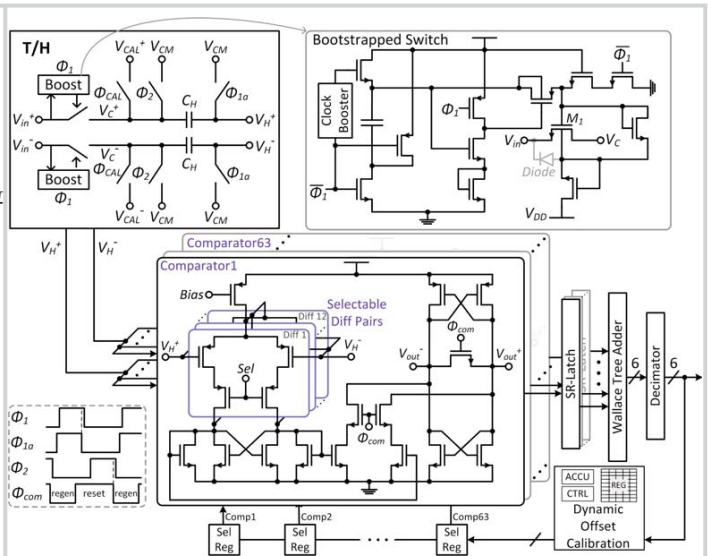 T/H
Φ1
Boost
VCAL+
VCM
VCM
ΦCAL
Φ2
Φ1a
VC+
CH
Vin+
VH+
Vin-
VH-
VC-
ΦCAL
Φ2
CH
Φ1a
Boost
Φ1
VCAL-
VCM
VCM
Bootstrapped Switch
Clock Booster
Φ1
Φ1
Φ1
M1
Vin
VC
Diode
VDD
VH+
VH-
Comparator63
Comparator1
Bias
Selectable
Diff Pairs
Diff 12
Diff 1
VH+
Sel
VH-
Φcom
Vout-
Vout+
Φcom
SR-Latch
SR-Latch
Wallace Tree Adder
6
Decimator
6
Φ1
Φ1a
Φ2
Φcom
regen
reset
regen
Comp1
Comp2
Comp63
Sel
Reg
Sel
Reg
...
Sel
Reg
ACCU
CTRL
REG
Dynamic
Offset
Calibration